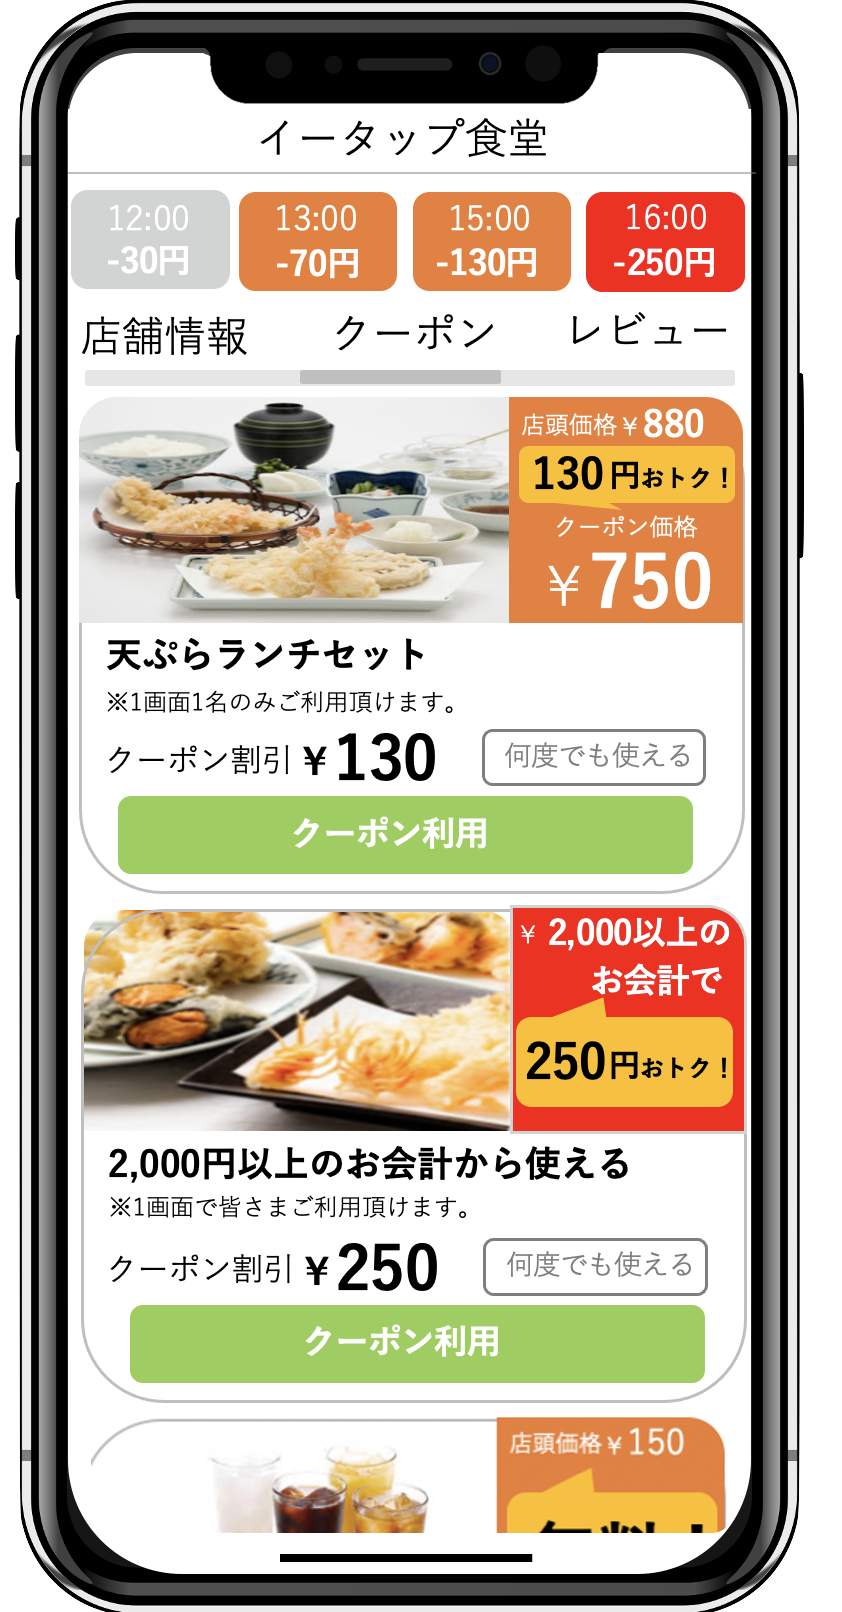 イータップ食堂
12:00 13:00 15:00 16:00
-30円 -70円 -130円 -250円
店舗情報 クーポン レビュー
店頭価格￥880
130円おトク！
クーポン価格
￥750
天ぷらランチセット
※1画面1名のみご利用頂けます。
クーポン割引￥130 何度でも使える
クーポン利用
￥2,000以上の
お会計で
250円おトク！
2,000円以上のお会計から使える
※1画面で皆さまご利用頂けます。
クーポン割引￥250 何度でも使える
クーポン利用
店頭価格￥150